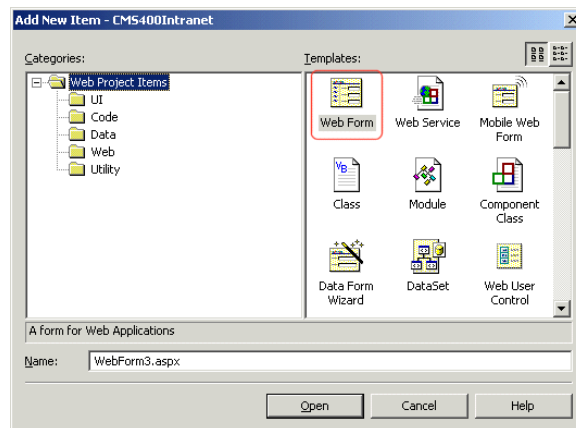 Add New Item - CMS400Intranet
Categories:
Templates:
Web Project Items
UI
Code
Data
Web
Utility
Web Form
Web Service
Mobile Web
Form
Class
Module
Component
Class
Data Form
Wizard
DataSet
Web User
Control
A form for Web Applications
Name:
WebForm3.aspx
Open
Cancel
Help